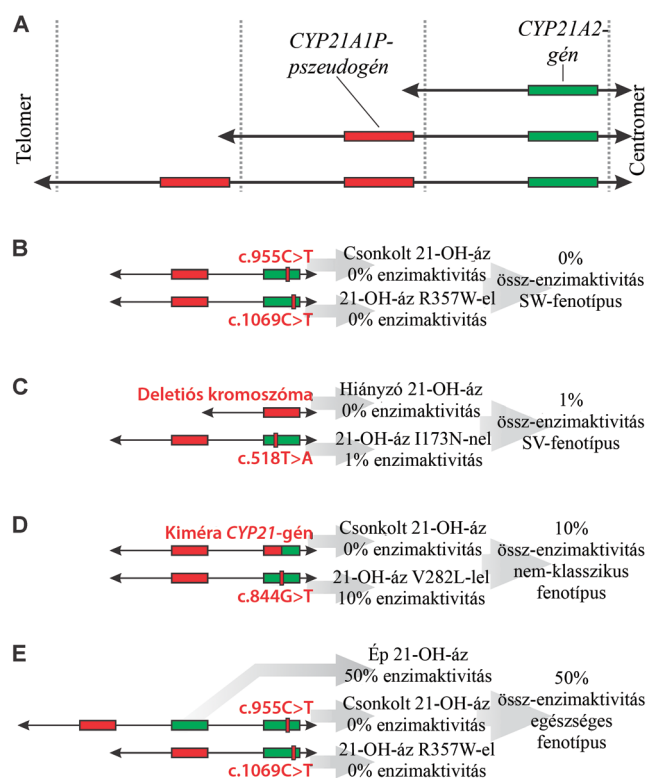 A
CYP21A1P-
pszeudogén
CYP21A2-
gén
Telomer
Centromer
B
c.955C>T
c.1069C>T
Csonkolt 21-OH-áz
0% enzimaktivitás
21-OH-áz R357W-el
0% enzimaktivitás
0%
össz-enzimaktivitás
SW-fenotípus
C
Deletiós kromoszóma
c.518T>A
Hiányzó 21-OH-áz
0% enzimaktivitás
21-OH-áz I173N-nel
1% enzimaktivitás
1%
össz-enzimaktivitás
SV-fenotípus
D
Kiméra CYP21-gén
c.844G>T
Csonkolt 21-OH-áz
0% enzimaktivitás
21-OH-áz V282L-lel
10% enzimaktivitás
10%
össz-enzimaktivitás
nem-klasszikus
fenotípus
E
c.955C>T
c.1069C>T
Ép 21-OH-áz
50% enzimaktivitás
Csonkolt 21-OH-áz
0% enzimaktivitás
21-OH-áz R357W-el
0% enzimaktivitás
50%
össz-enzimaktivitás
egészséges
fenotípus